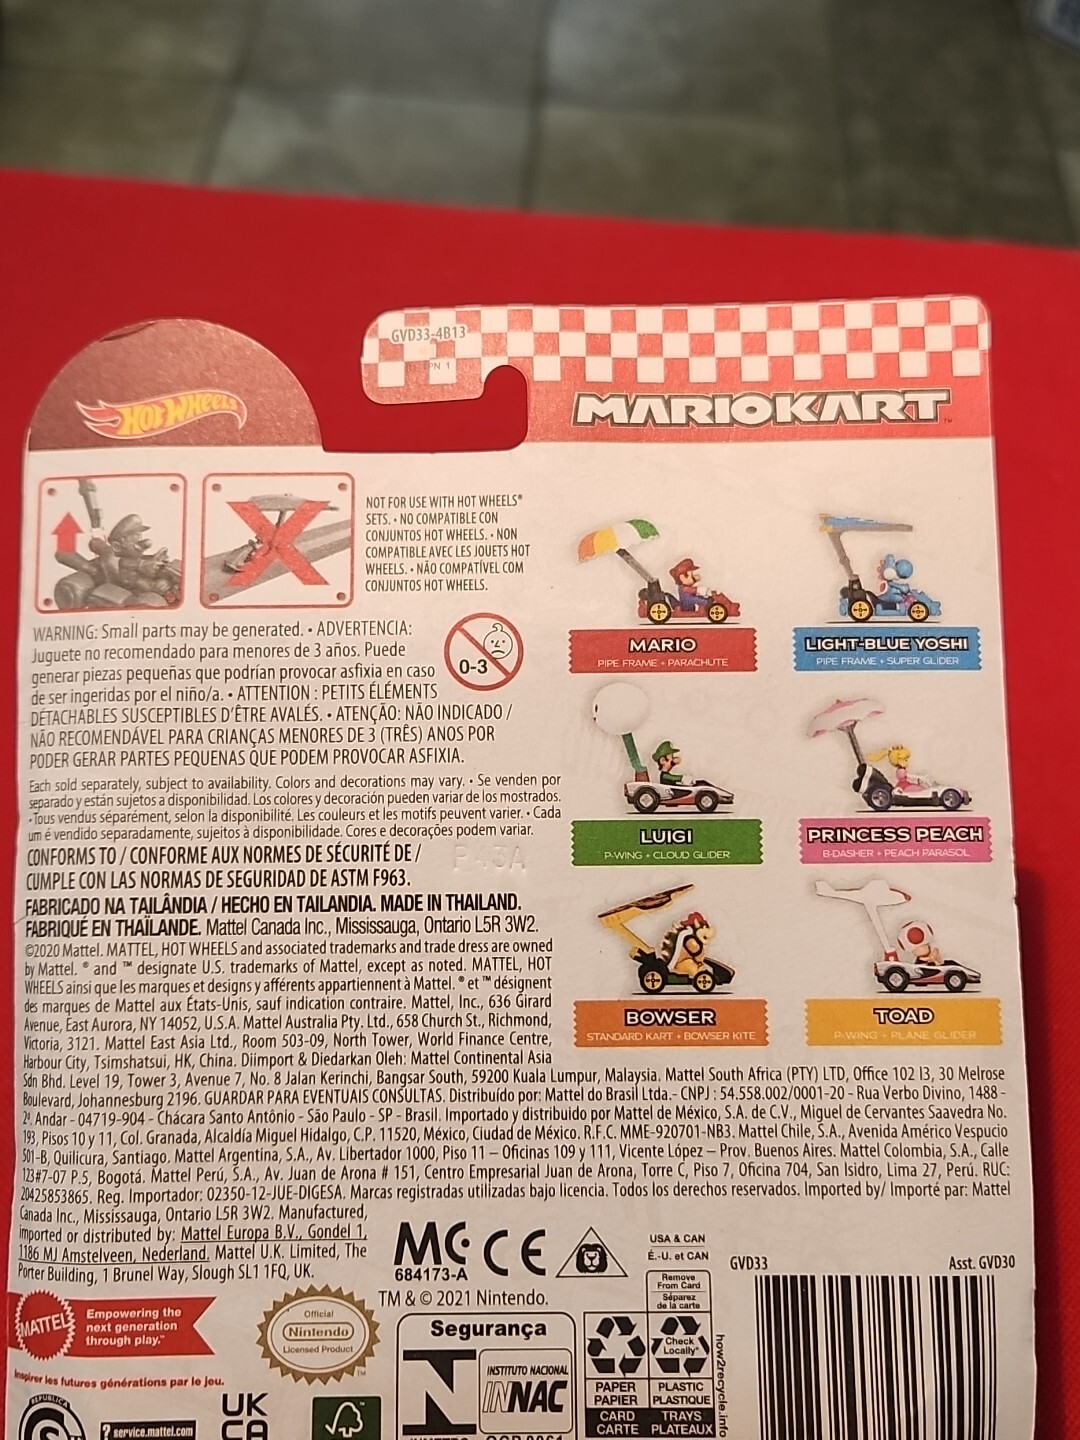 GVD33-4B13
PN 1
HOT WHEELS
MARIOKART™
NOT FOR USE WITH HOT WHEELS®
SETS. • NO COMPATIBLE CON
CONJUNTOS HOT WHEELS. • NON
COMPATIBLE AVEC LES JOUETS HOT
WHEELS. • NÃO COMPATÍVEL COM
CONJUNTOS HOT WHEELS.
WARNING: Small parts may be generated. • ADVERTENCIA:
Juguete no recomendado para menores de 3 años. Puede
generar piezas pequeñas que podrían provocar asfixia en caso
de ser ingeridas por el niño/a. • ATTENTION : PETITS ÉLÉMENTS
DÉTACHABLES SUSCEPTIBLES D'ÊTRE AVALÉS. • ATENÇÃO: NÃO INDICADO /
NÃO RECOMENDÁVEL PARA CRIANÇAS MENORES DE 3 (TRÊS) ANOS POR
PODER GERAR PARTES PEQUENAS QUE PODEM PROVOCAR ASFIXIA.
0-3
MARIO
PIPE FRAME + PARACHUTE
LIGHT-BLUE YOSHI
PIPE FRAME + SUPER GLIDER
LUIGI
P-WING + CLOUD GLIDER
PRINCESS PEACH
B-DASHER + PEACH PARASOL
BOWSER
STANDARD KART + BOWSER KITE
TOAD
P-WING + PLANE GLIDER
Each sold separately, subject to availability. Colors and decorations may vary. • Se venden por
separado y están sujetos a disponibilidad. Los colores y decoración pueden variar de los mostrados.
• Tous vendus séparément, selon la disponibilité. Les couleurs et les motifs peuvent varier. • Cada
um é vendido separadamente, sujeitos à disponibilidade. Cores e decorações podem variar.
CONFORMS TO / CONFORME AUX NORMES DE SÉCURITÉ DE /
CUMPLE CON LAS NORMAS DE SEGURIDAD DE ASTM F963.
P43A
FABRICADO NA TAILÂNDIA / HECHO EN TAILANDIA. MADE IN THAILAND.
FABRIQUÉ EN THAÏLANDE. Mattel Canada Inc., Mississauga, Ontario L5R 3W2.
©2020 Mattel. MATTEL, HOT WHEELS and associated trademarks and trade dress are owned
by Mattel. ® and ™ designate U.S. trademarks of Mattel, except as noted. MATTEL, HOT
WHEELS ainsi que les marques et designs y afférents appartiennent à Mattel. ® et ™ désignent
des marques de Mattel aux États-Unis, sauf indication contraire. Mattel, Inc., 636 Girard
Avenue, East Aurora, NY 14052, U.S.A. Mattel Australia Pty. Ltd., 658 Church St., Richmond,
Victoria, 3121. Mattel East Asia Ltd., Room 503-09, North Tower, World Finance Centre,
Harbour City, Tsimshatsui, HK, China. Diimport & Diedarkan Oleh: Mattel Continental Asia
Sdn Bhd. Level 19, Tower 3, Avenue 7, No. 8 Jalan Kerinchi, Bangsar South, 59200 Kuala Lumpur, Malaysia. Mattel South Africa (PTY) LTD, Office 102 I3, 30 Melrose
Boulevard, Johannesburg 2196. GUARDAR PARA EVENTUAIS CONSULTAS. Distribuído por: Mattel do Brasil Ltda.- CNPJ : 54.558.002/0001-20 - Rua Verbo Divino, 1488 -
2º. Andar - 04719-904 - Chácara Santo Antônio - São Paulo - SP - Brasil. Importado y distribuido por Mattel de México, S.A. de C.V., Miguel de Cervantes Saavedra No.
193, Pisos 10 y 11, Col. Granada, Alcaldía Miguel Hidalgo, C.P. 11520, México, Ciudad de México. R.F.C. MME-920701-NB3. Mattel Chile, S.A., Avenida Américo Vespucio
501-B, Quilicura, Santiago. Mattel Argentina, S.A., Av. Libertador 1000, Piso 11 – Oficinas 109 y 111, Vicente López – Prov. Buenos Aires. Mattel Colombia, S.A., Calle
123#7-07 P.5, Bogotá. Mattel Perú, S.A., Av. Juan de Arona # 151, Centro Empresarial Juan de Arona, Torre C, Piso 7, Oficina 704, San Isidro, Lima 27, Perú. RUC:
20425853865. Reg. Importador: 02350-12-JUE-DIGESA. Marcas registradas utilizadas bajo licencia. Todos los derechos reservados. Imported by/ Importé par: Mattel
Canada Inc., Mississauga, Ontario L5R 3W2. Manufactured,
imported or distributed by: Mattel Europa B.V., Gondel 1,
1186 MJ Amstelveen, Nederland. Mattel U.K. Limited, The
Porter Building, 1 Brunel Way, Slough SL1 1FQ, UK.
MC
684173-A
CE
USA & CAN
É.-U. et CAN
GVD33
Asst. GVD30
TM & © 2021 Nintendo.
MATTEL
Empowering the
next generation
through play.™
Inspirer les futures générations par le jeu.
Official
Nintendo
Licensed Product
TM
Segurança
INSTITUTO NACIONAL
INNAC
Remove
From Card
Séparez
de la carte
Check
Locally*
PAPER
PAPIER
PLASTIC
PLASTIQUE
CARD
CARTE
TRAYS
PLATEAUX
how2recycle.info
UK
CA
? service.mattel.com